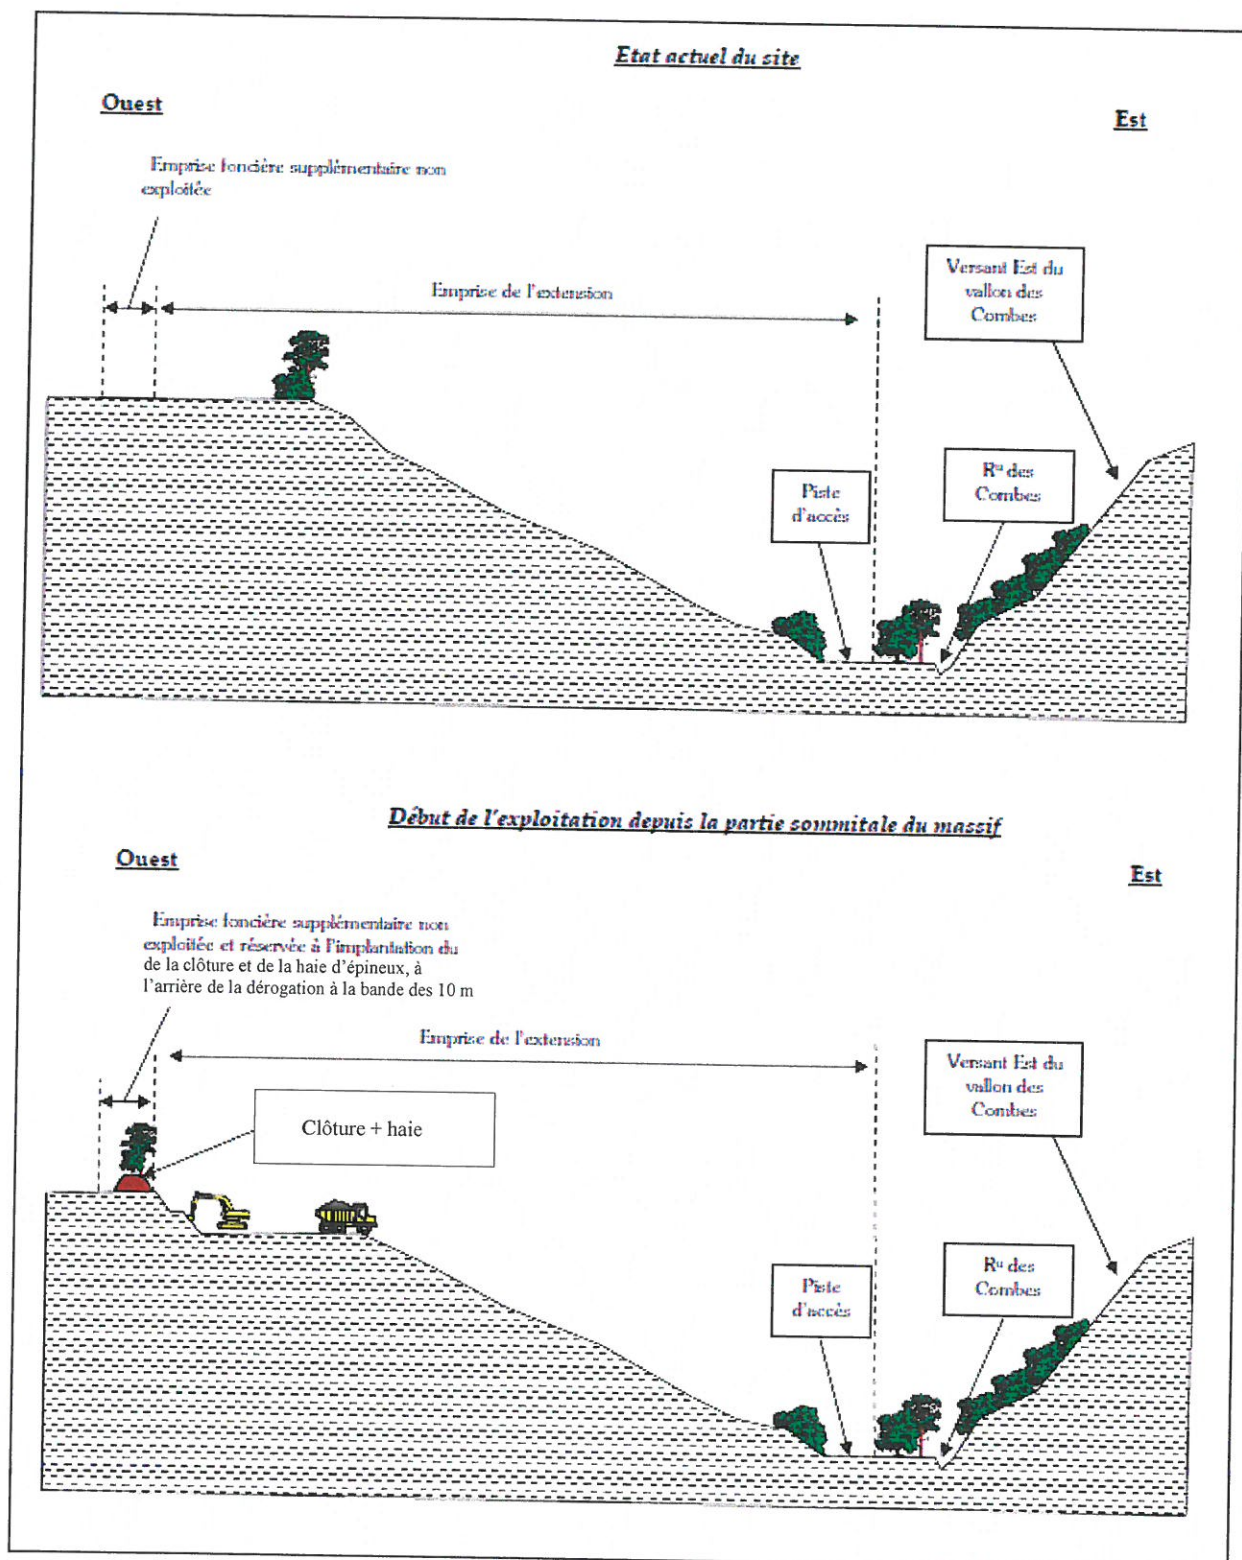 Etat actuel du site
Ouest
Est
Emprise foncière supplémentaire non
exploitée
Emprise de l'extension
Versant Est du
vallon des
Combes
Piste
d'accès
Rᵘ des
Combes
Début de l'exploitation depuis la partie sommitale du massif
Ouest
Est
Emprise foncière supplémentaire non
exploitée et réservée à l'implantation du
de la clôture et de la haie d'épineux, à
l'arrière de la dérogation à la bande des 10 m
Emprise de l'extension
Versant Est du
vallon des
Combes
Clôture + haie
Piste
d'accès
Rᵘ des
Combes